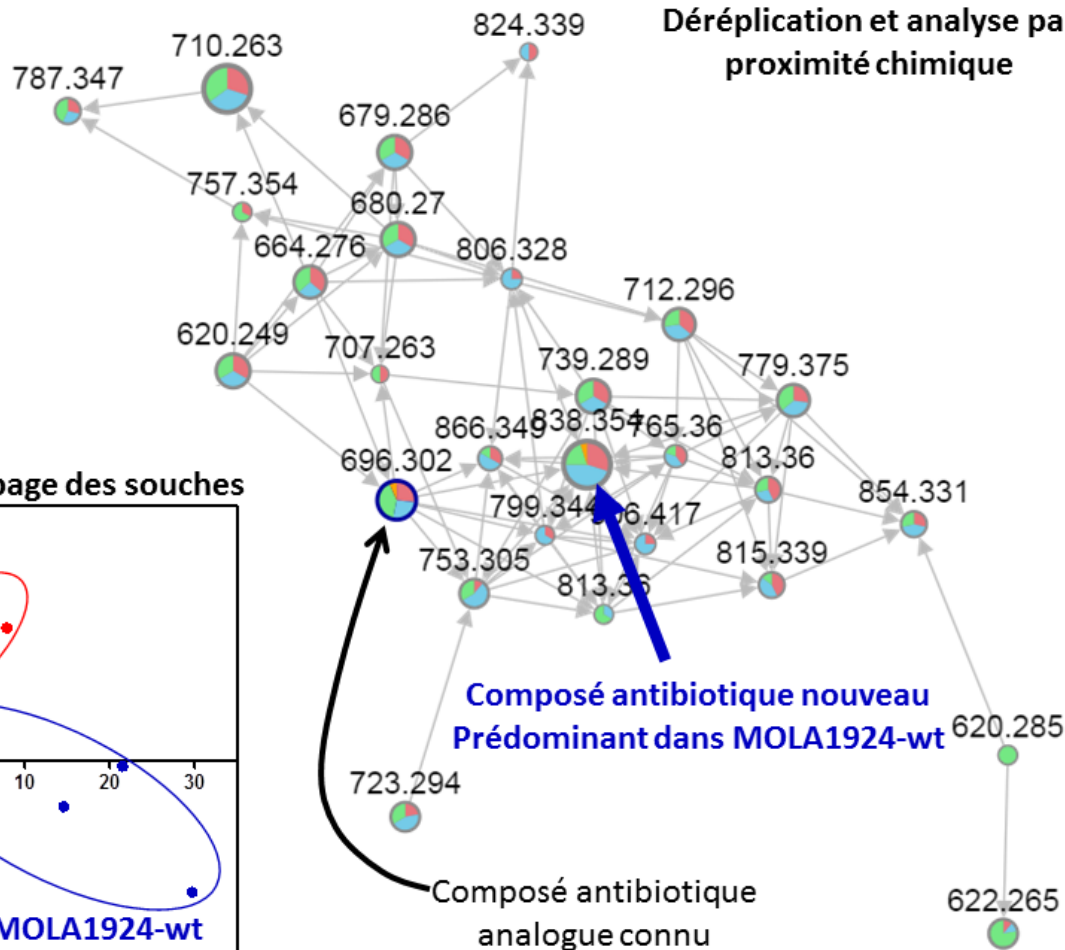 Déréplication et analyse pa
proximité chimique
824.339
710.263
787.347
679.286
757.354
680.27
664.276
806.328
712.296
620.249
707.263
739.289
779.375
838.354
866.349
765.36
696.302
813.36
page des souches
854.331
799.344
815.339
753.305
813.36
Composé antibiotique nouveau
Prédominant dans MOLA1924-wt
620.285
10 20 30
723.294
Composé antibiotique
analogue connu
622.265
MOLA1924-wt